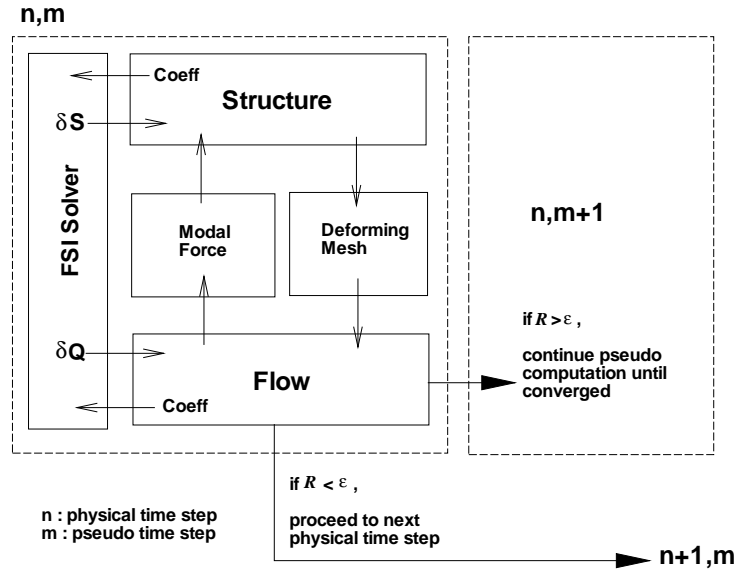 n,m
Coeff
Structure
δS
FSI Solver
Modal
Force
Deforming
Mesh
n,m+1
δQ
Flow
Coeff
if R > ε ,
continue pseudo
computation until
converged
if R < ε ,
proceed to next
physical time step
n : physical time step
m : pseudo time step
n+1,m